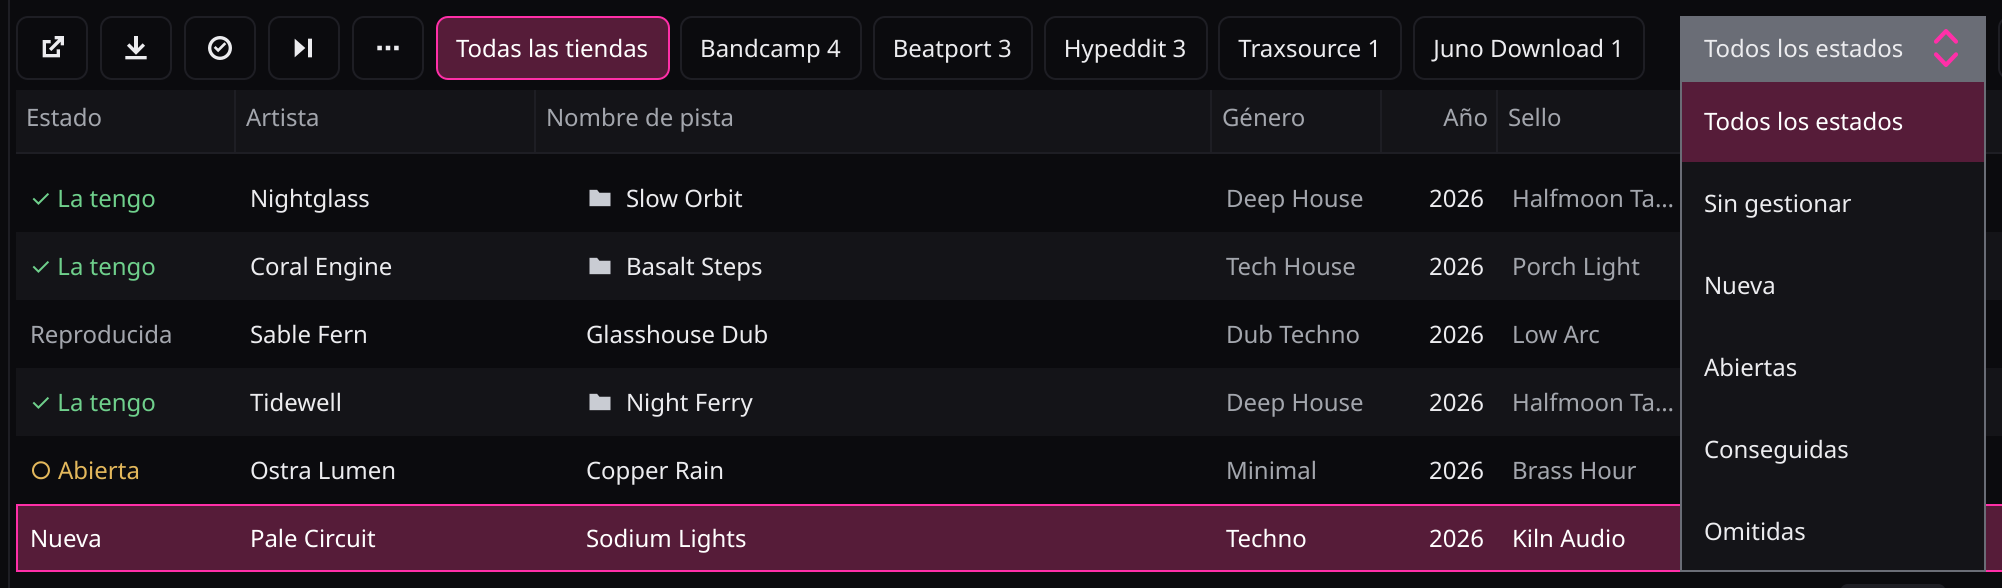 Todas las tiendas Bandcamp 4 Beatport 3 Hypeddit 3 Traxsource 1 Juno Download 1 Todos los estados
Estado Artista Nombre de pista Género Año Sello
La tengo Nightglass Slow Orbit Deep House 2026 Halfmoon Ta...
La tengo Coral Engine Basalt Steps Tech House 2026 Porch Light
Reproducida Sable Fern Glasshouse Dub Dub Techno 2026 Low Arc
La tengo Tidewell Night Ferry Deep House 2026 Halfmoon Ta...
Abierta Ostra Lumen Copper Rain Minimal 2026 Brass Hour
Nueva Pale Circuit Sodium Lights Techno 2026 Kiln Audio
Todos los estados
Sin gestionar
Nueva
Abiertas
Conseguidas
Omitidas